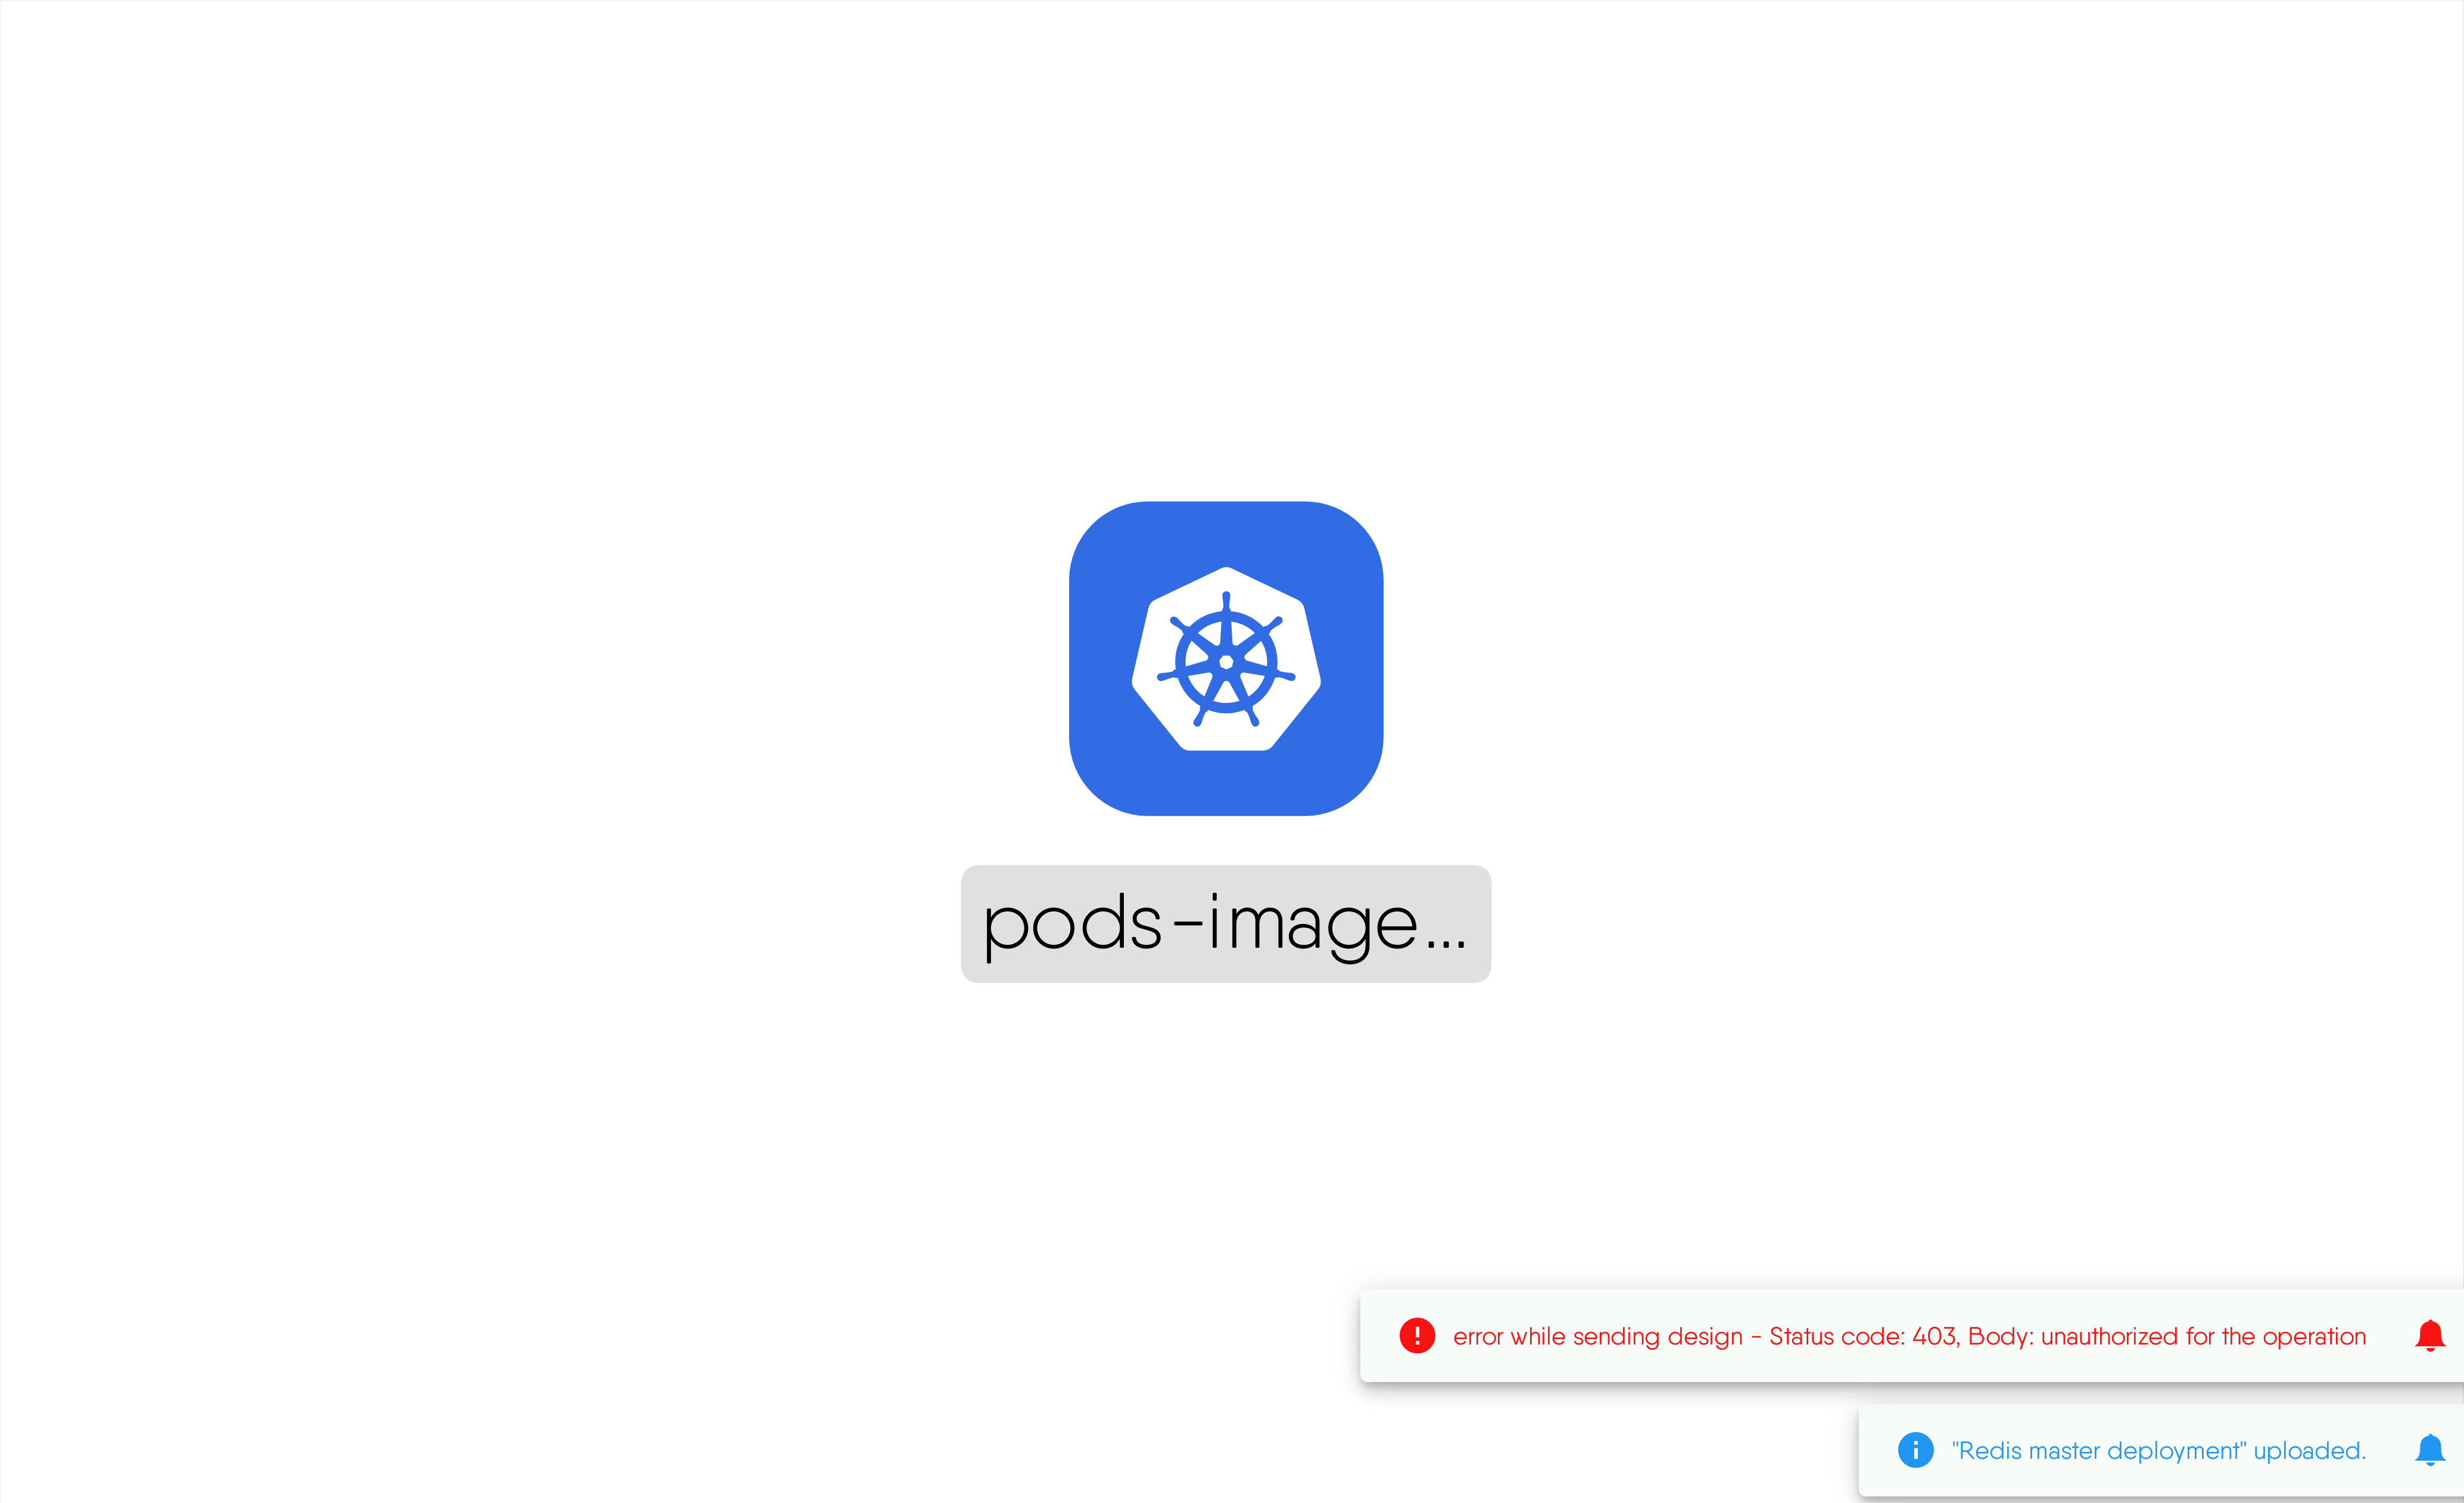 pods-image...
error while sending design - Status code: 403, Body: unauthorized for the operation
"Redis master deployment" uploaded.